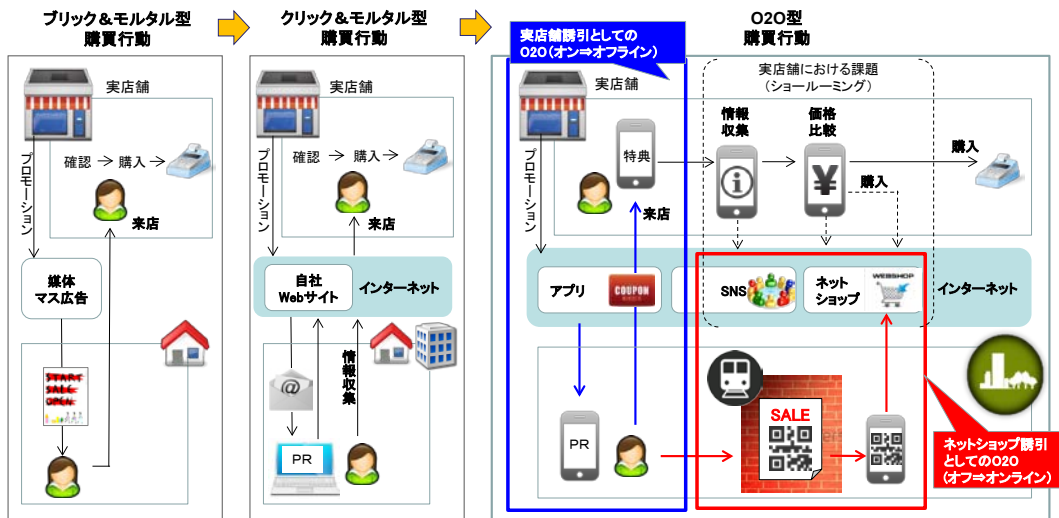 ブリック＆モルタル型
購買行動
実店舗
プロモーション
確認 → 購入 →
来店
媒体
マス広告
START
SALE
OPEN
クリック＆モルタル型
購買行動
実店舗
プロモーション
確認 → 購入 →
来店
自社
Webサイト
インターネット
情報収集
@
PR
O2O型
購買行動
実店舗誘引としての
O2O（オン⇒オフライン）
実店舗
プロモーション
特典
来店
実店舗における課題
（ショールーミング）
情報
収集
価格
比較
¥
購入
購入
アプリ
COUPON
SNS
ネット
ショップ
WEBSHOP
インターネット
PR
SALE
ネットショップ誘引
としてのO2O
（オフ⇒オンライン）